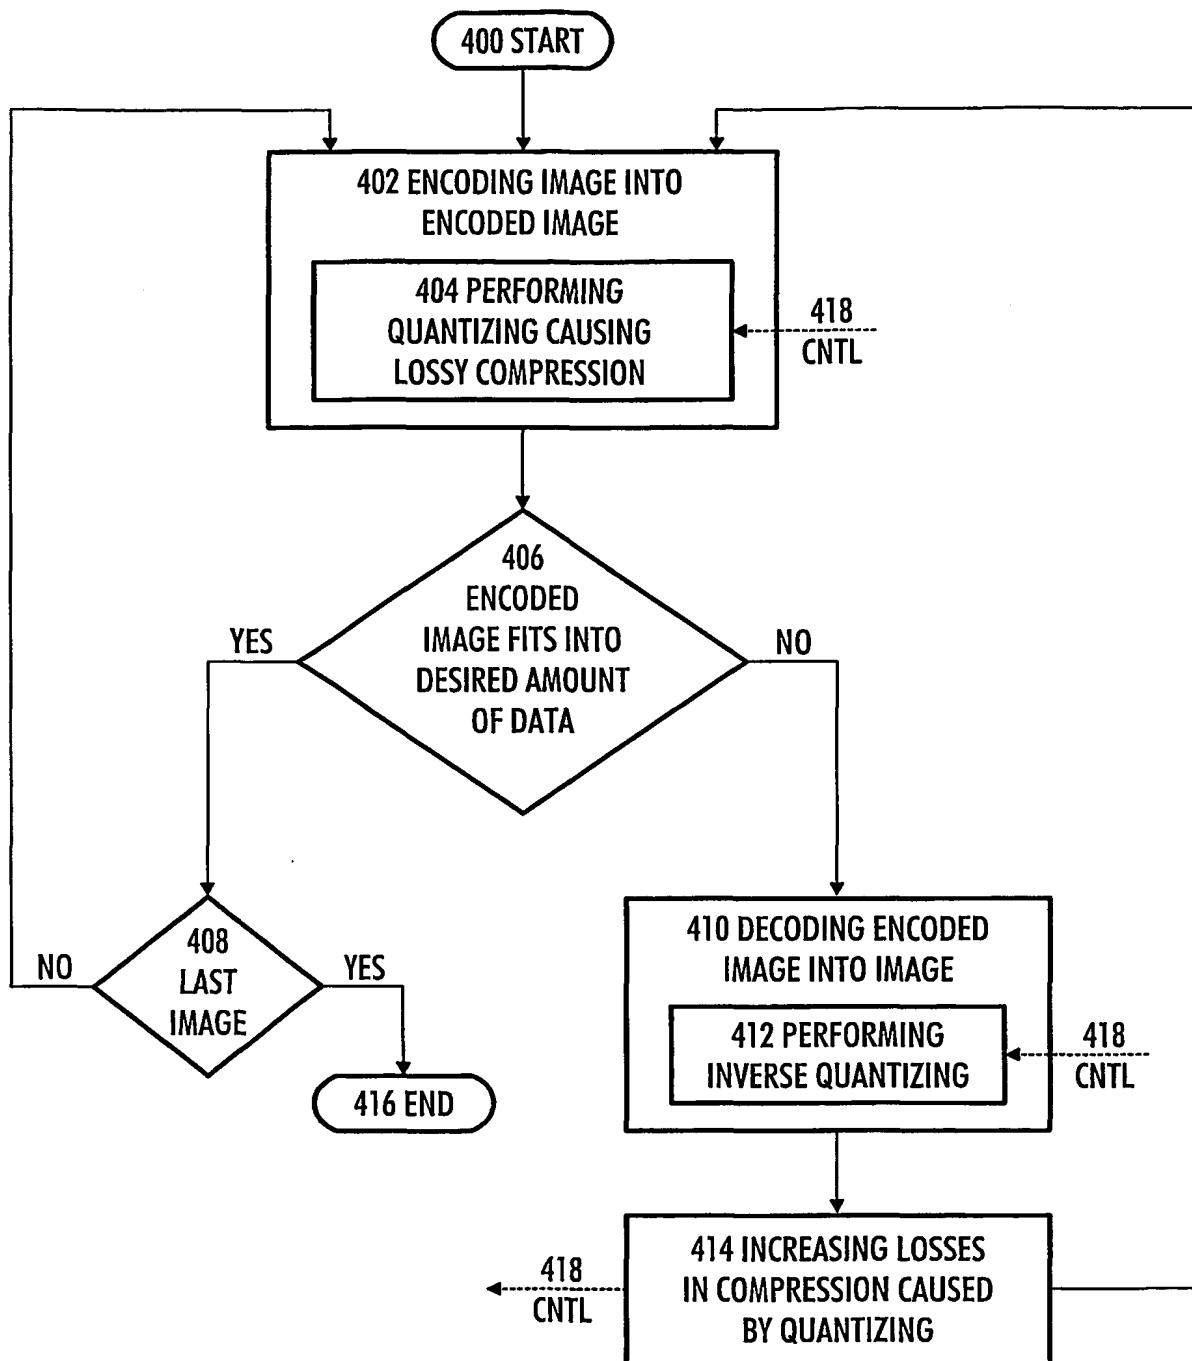 400 START
402 ENCODING IMAGE INTO
ENCODED IMAGE
404 PERFORMING
QUANTIZING CAUSING
LOSSY COMPRESSION
418
CNTL
406
ENCODED
IMAGE FITS INTO
DESIRED AMOUNT
OF DATA
YES
NO
408
LAST
IMAGE
NO
YES
416 END
410 DECODING ENCODED
IMAGE INTO IMAGE
412 PERFORMING
INVERSE QUANTIZING
418
CNTL
414 INCREASING LOSSES
IN COMPRESSION CAUSED
BY QUANTIZING
418
CNTL